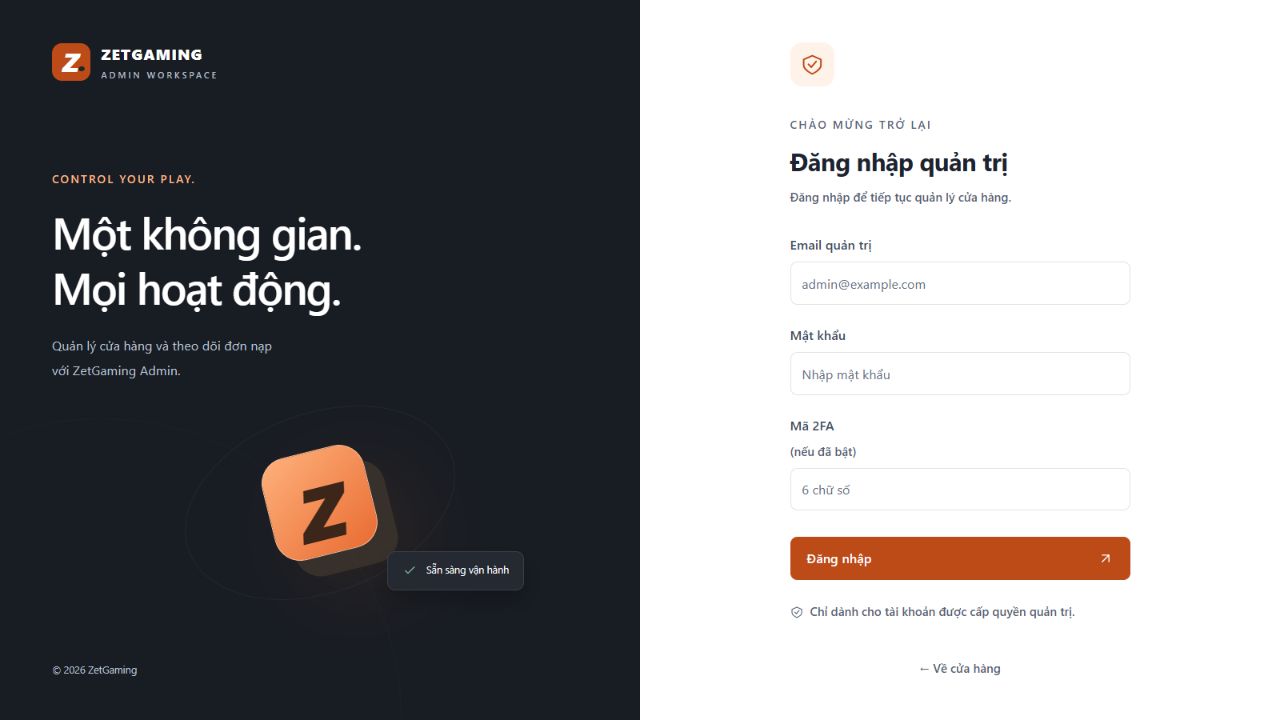 Z.
ZETGAMING
ADMIN WORKSPACE
CONTROL YOUR PLAY.
Một không gian.
Mọi hoạt động.
Quản lý cửa hàng và theo dõi đơn nạp
với ZetGaming Admin.
Z
Sẵn sàng vận hành
© 2026 ZetGaming
CHÀO MỪNG TRỞ LẠI
Đăng nhập quản trị
Đăng nhập để tiếp tục quản lý cửa hàng.
Email quản trị
admin@example.com
Mật khẩu
Nhập mật khẩu
Mã 2FA
(nếu đã bật)
6 chữ số
Đăng nhập
Chỉ dành cho tài khoản được cấp quyền quản trị.
← Về cửa hàng